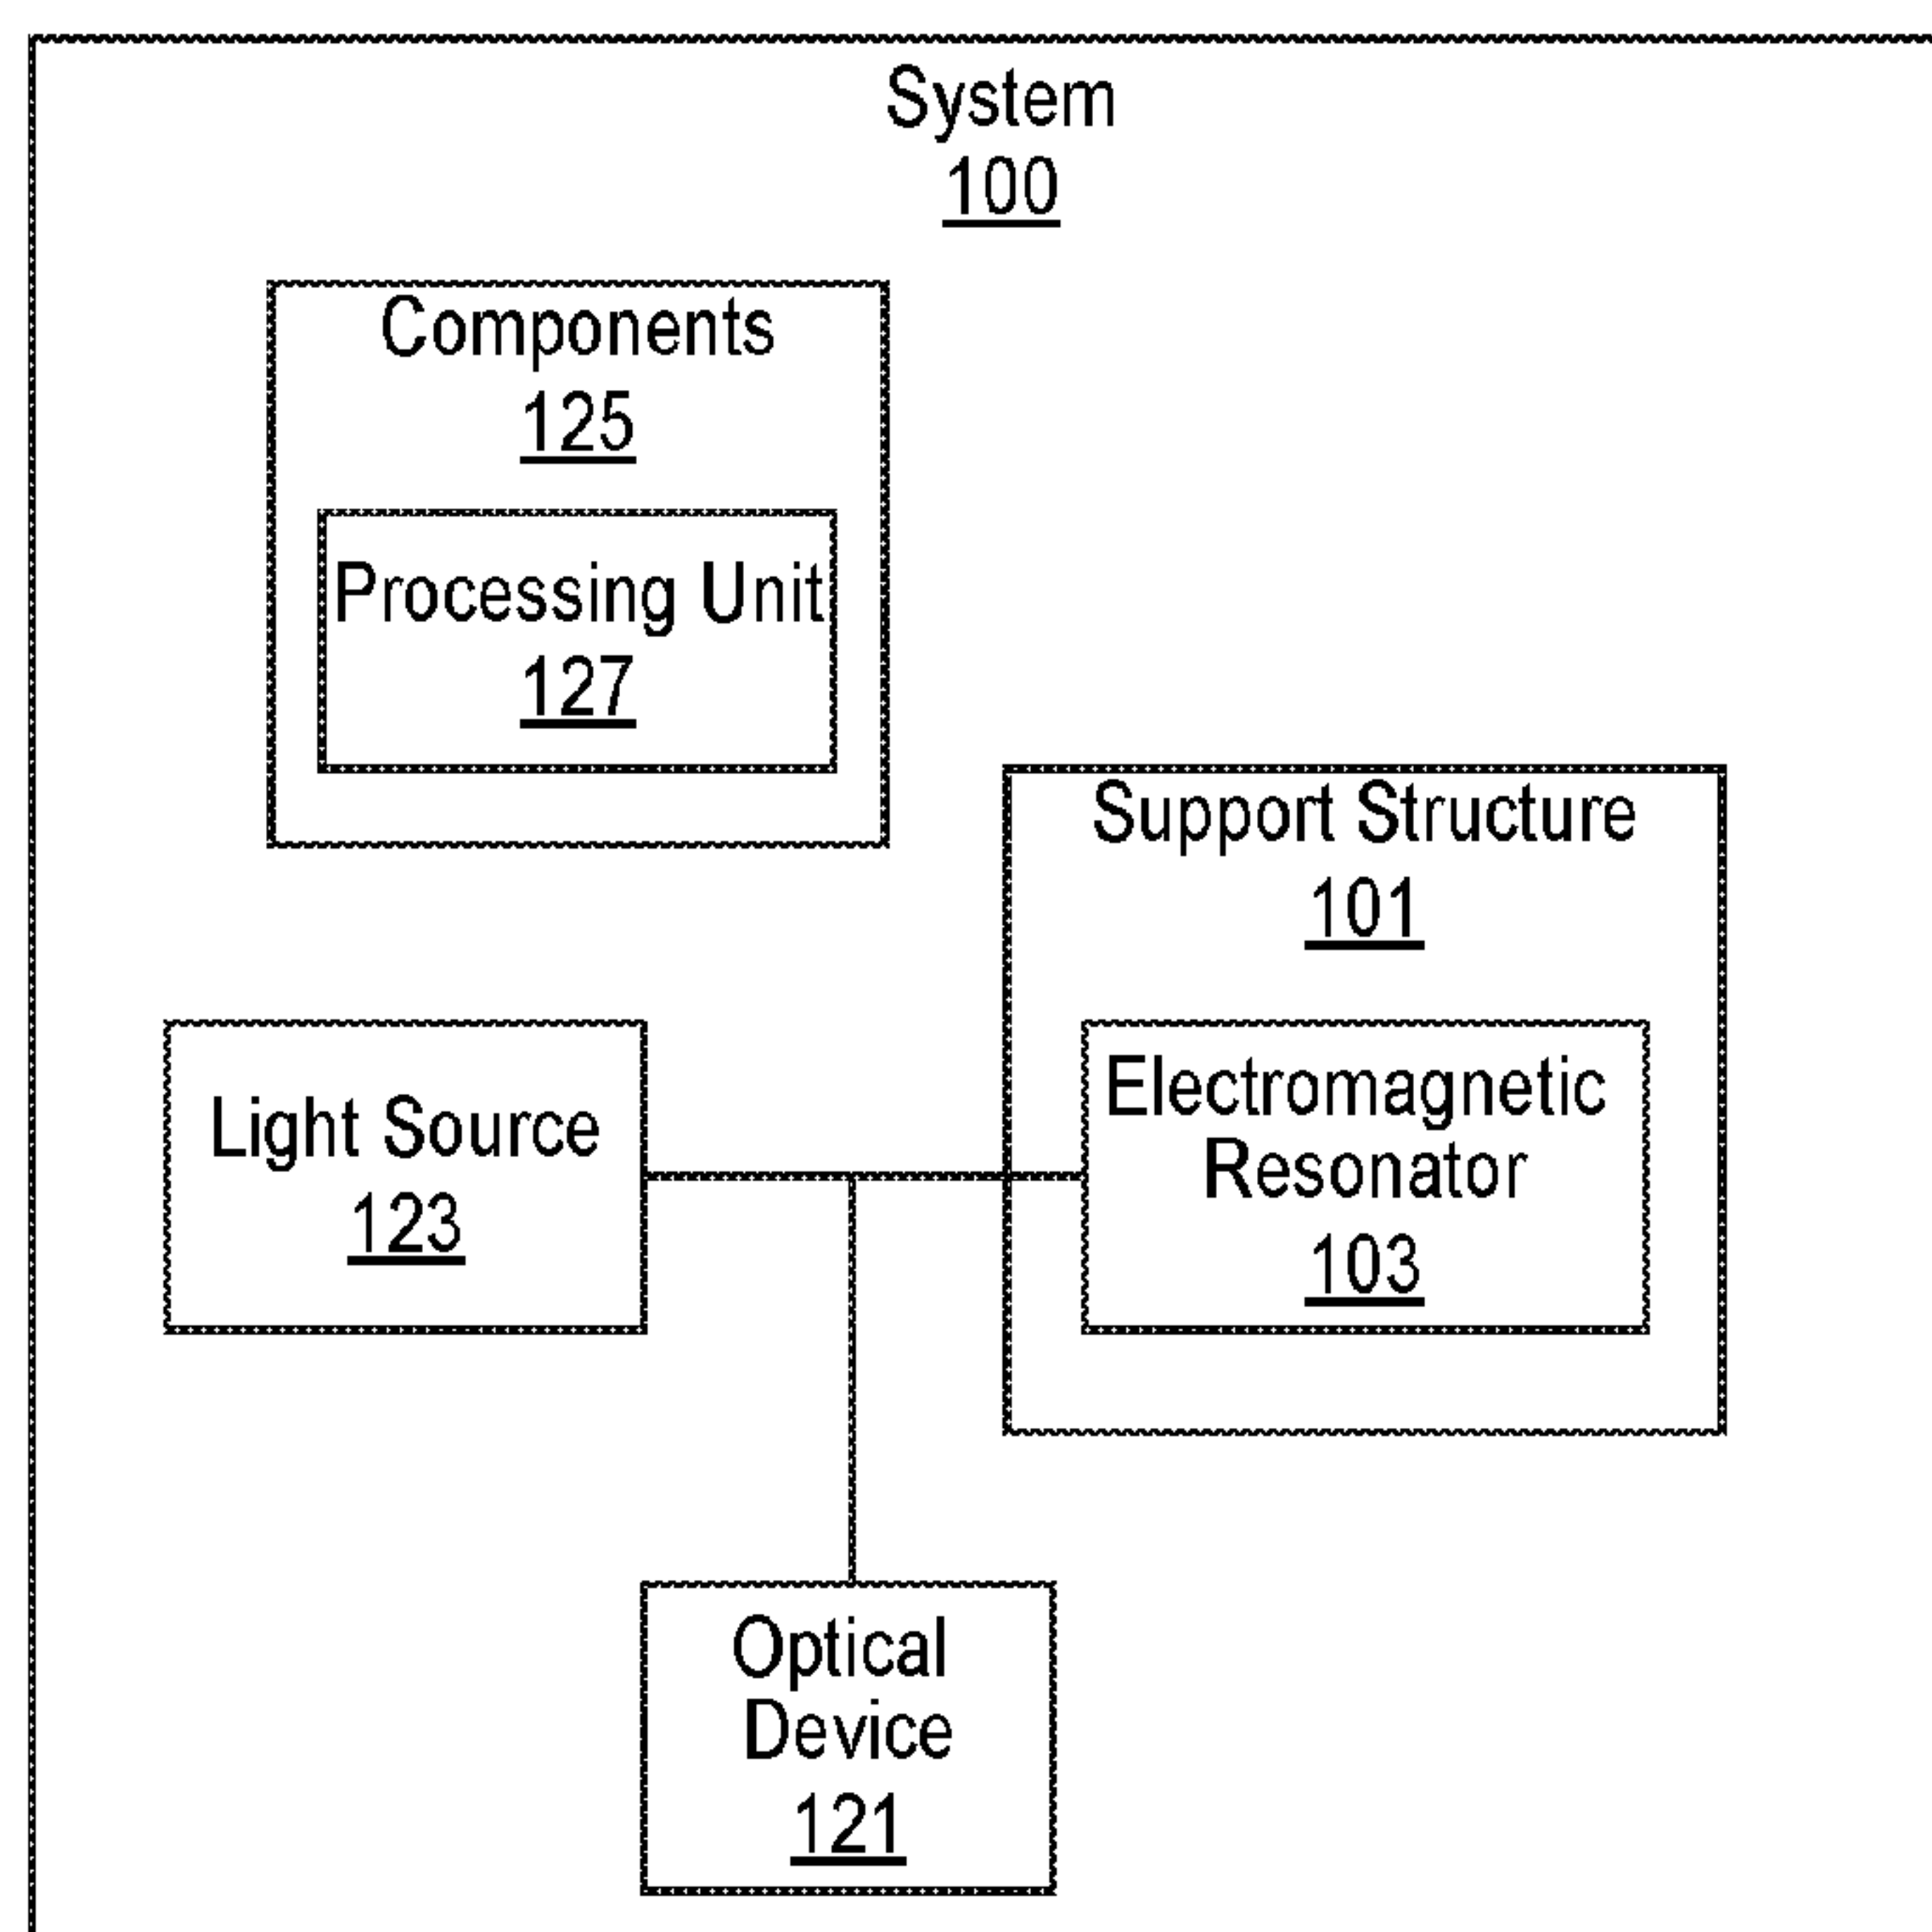 System
100
Components
125
Processing Unit
127
Support Structure
101
Electromagnetic
Resonator
103
Light Source
123
Optical
Device
121